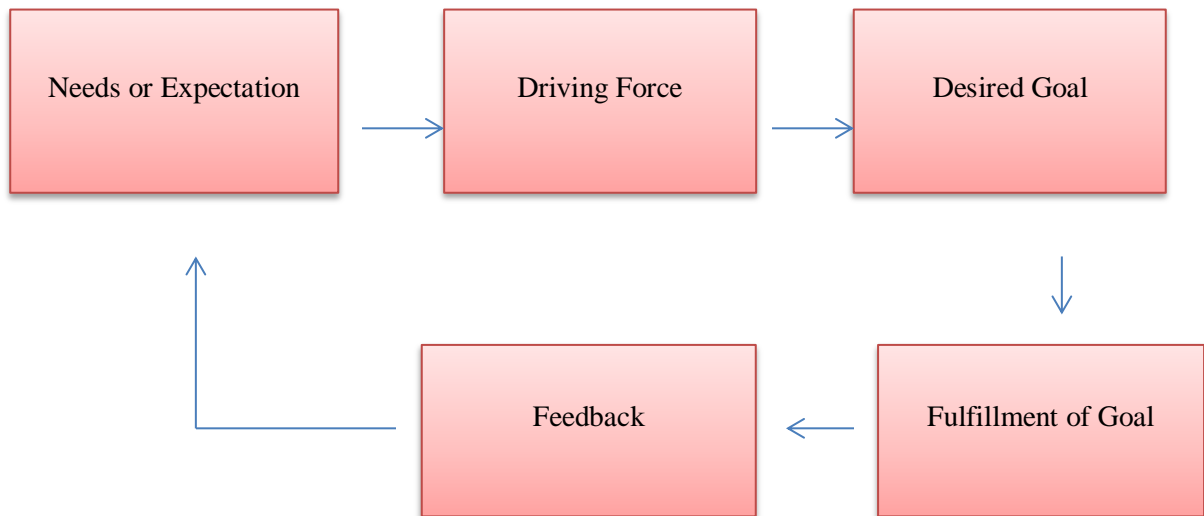 Needs or Expectation
Driving Force
Desired Goal
Feedback
Fulfillment of Goal